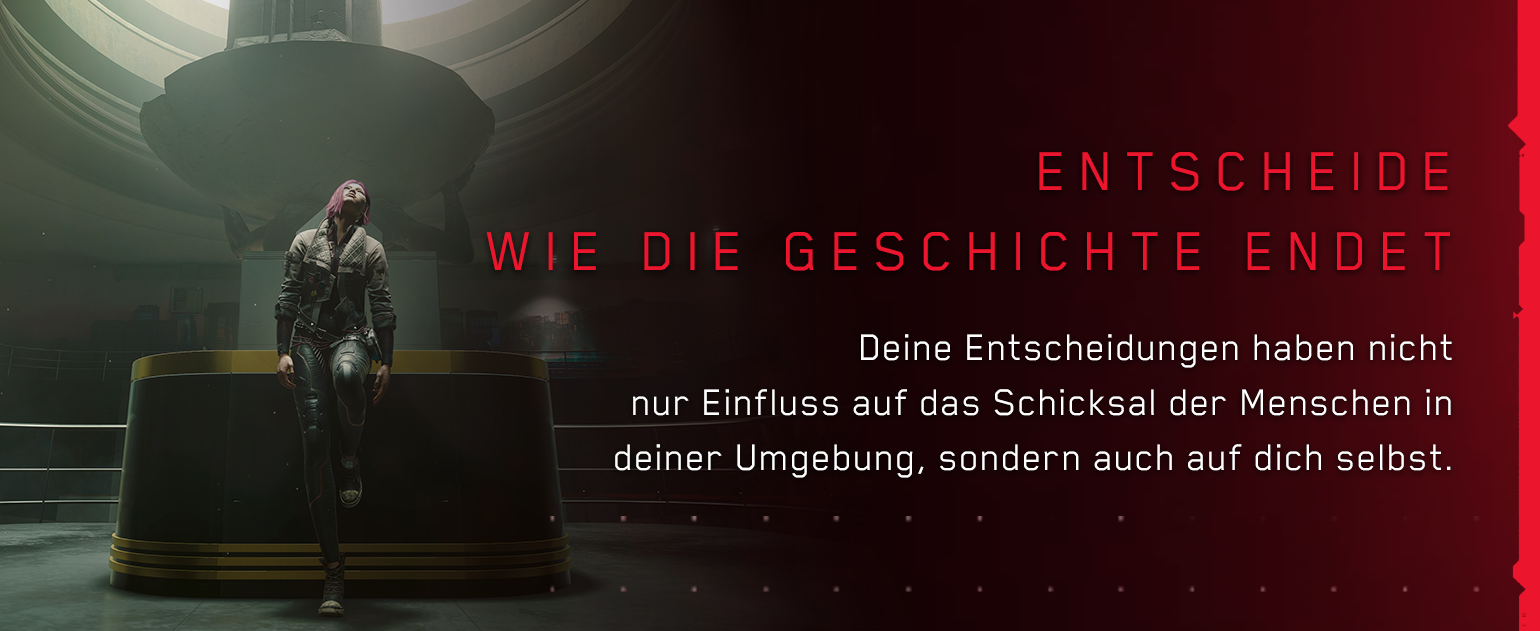 ENTSCHEIDE
WIE DIE GESCHICHTE ENDET
Deine Entscheidungen haben nicht
nur Einfluss auf das Schicksal der Menschen in
deiner Umgebung, sondern auch auf dich selbst.